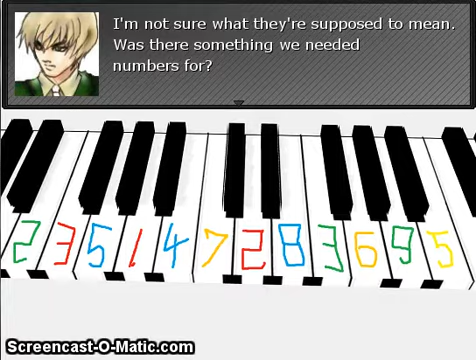 I'm not sure what they're supposed to mean.
Was there something we needed
numbers for?
2 3 5 1 4 7 2 8 3 6 9 5
Screencast-O-Matic.com